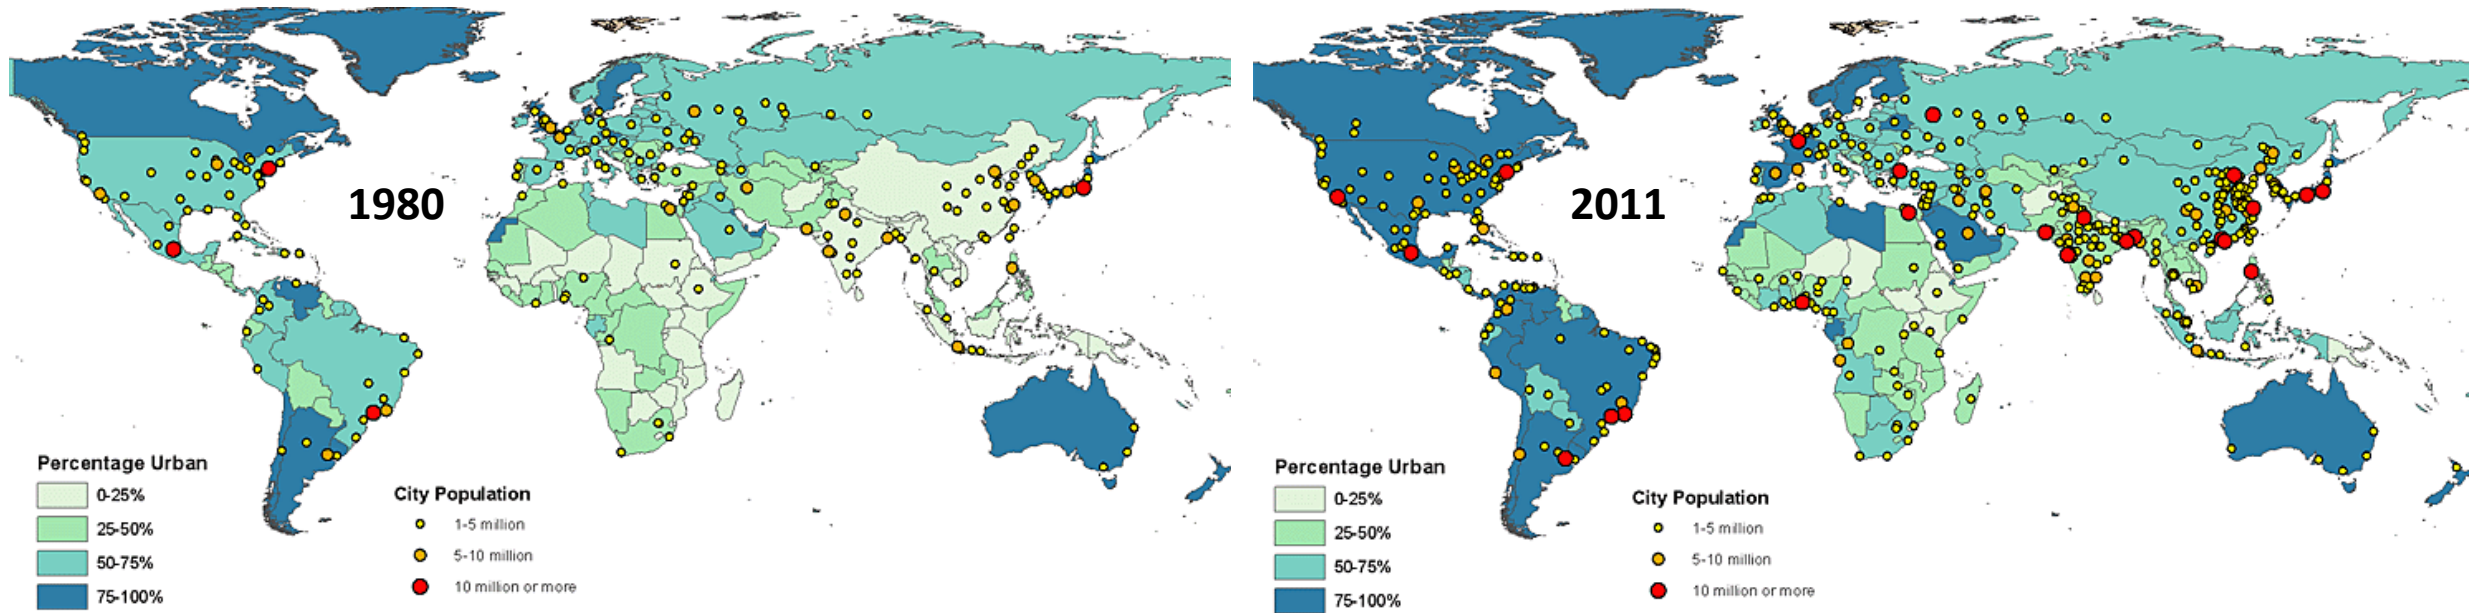 1980
Percentage Urban
0-25%
25-50%
50-75%
75-100%
City Population
1-5 million
5-10 million
10 million or more
2011
Percentage Urban
0-25%
25-50%
50-75%
75-100%
City Population
1-5 million
5-10 million
10 million or more